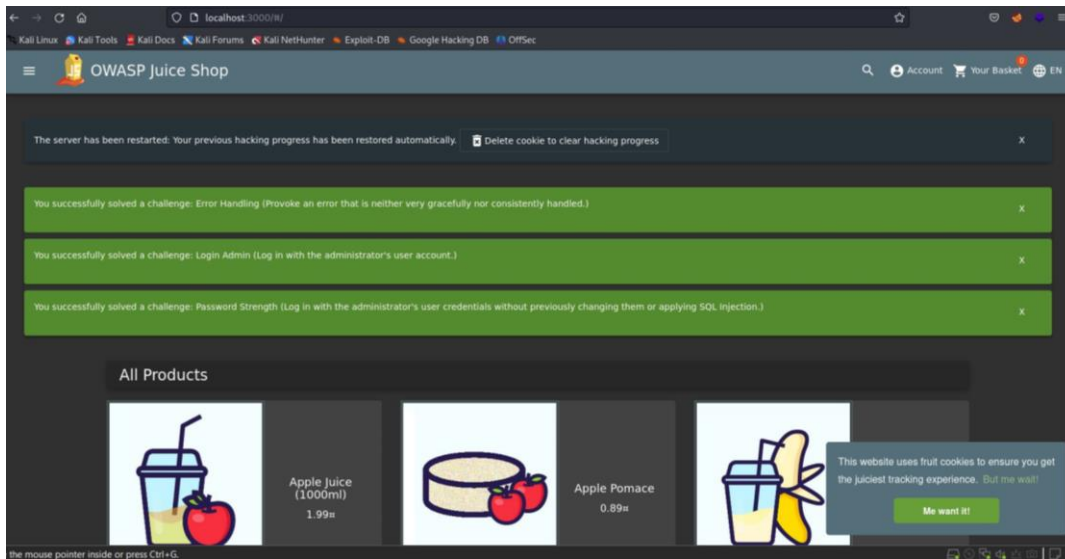 localhost:3000/#/
Kali Linux Kali Tools Kali Docs Kali Forums Kali NetHunter Exploit-DB Google Hacking DB OffSec
OWASP Juice Shop Account Your Basket 0 EN
The server has been restarted: Your previous hacking progress has been restored automatically. Delete cookie to clear hacking progress X
You successfully solved a challenge: Error Handling (Provoke an error that is neither very gracefully nor consistently handled.) X
You successfully solved a challenge: Login Admin (Log in with the administrator's user account.) X
You successfully solved a challenge: Password Strength (Log in with the administrator's user credentials without previously changing them or applying SQL Injection.) X
All Products
Apple Juice
(1000ml)
1.99¤
Apple Pomace
0.89¤
This website uses fruit cookies to ensure you get
the juiciest tracking experience. But me wait!
Me want it!
the mouse pointer inside or press Ctrl+G.